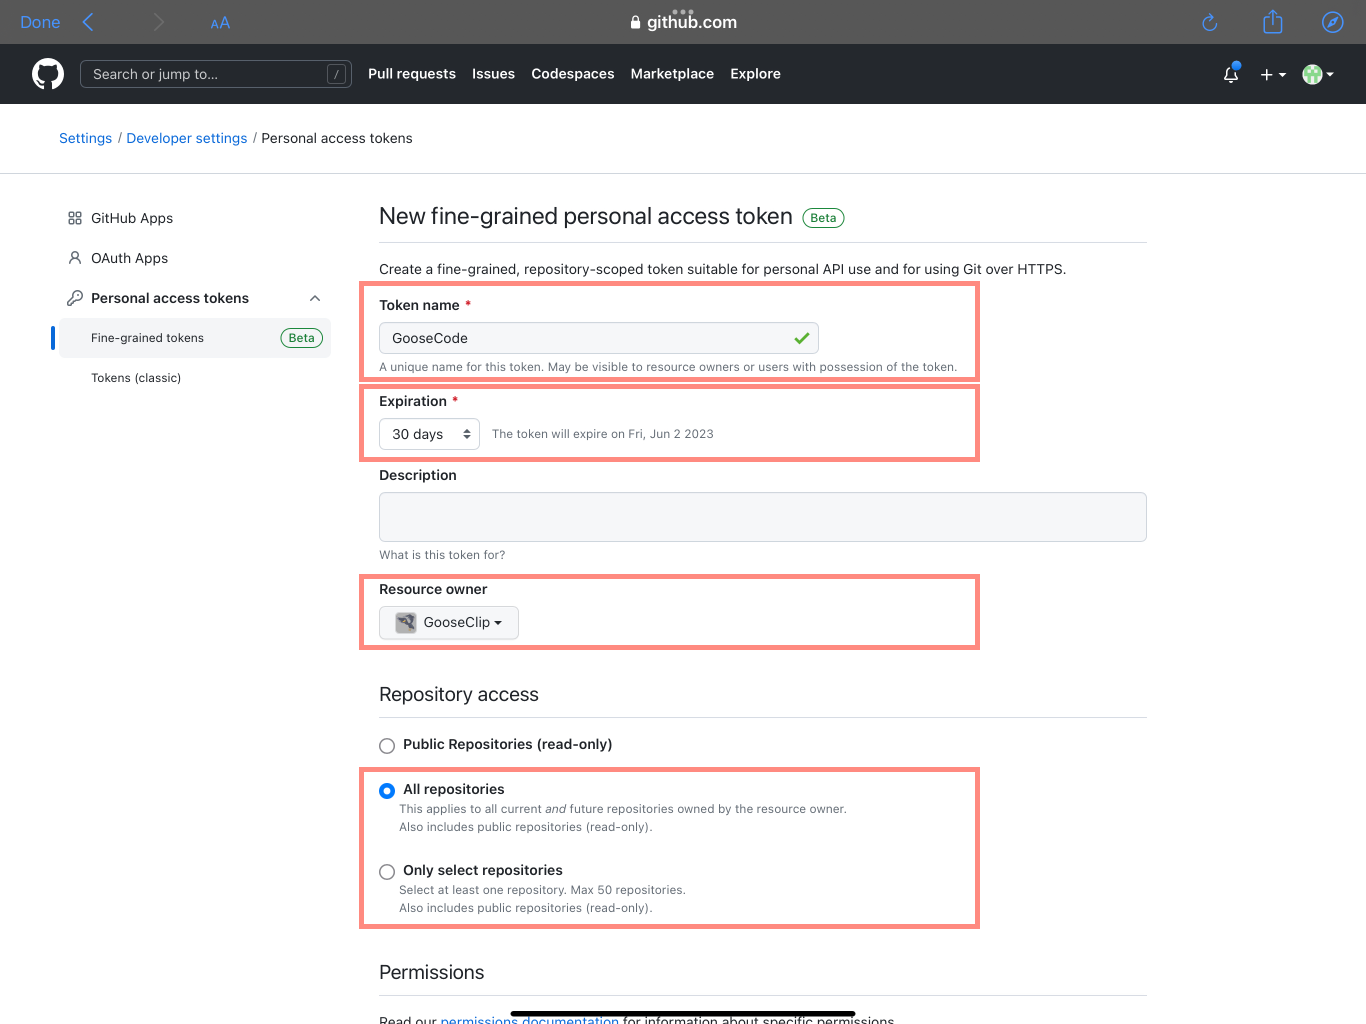 Done
AA
github.com
Search or jump to...
/
Pull requests
Issues
Codespaces
Marketplace
Explore
Settings / Developer settings / Personal access tokens
GitHub Apps
OAuth Apps
Personal access tokens
Fine-grained tokens Beta
Tokens (classic)
New fine-grained personal access token Beta
Create a fine-grained, repository-scoped token suitable for personal API use and for using Git over HTTPS.
Token name *
GooseCode
A unique name for this token. May be visible to resource owners or users with possession of the token.
Expiration *
30 days The token will expire on Fri, Jun 2 2023
Description
What is this token for?
Resource owner
GooseClip
Repository access
Public Repositories (read-only)
All repositories
This applies to all current and future repositories owned by the resource owner.
Also includes public repositories (read-only).
Only select repositories
Select at least one repository. Max 50 repositories.
Also includes public repositories (read-only).
Permissions
Read our permissions documentation for information about specific permissions.